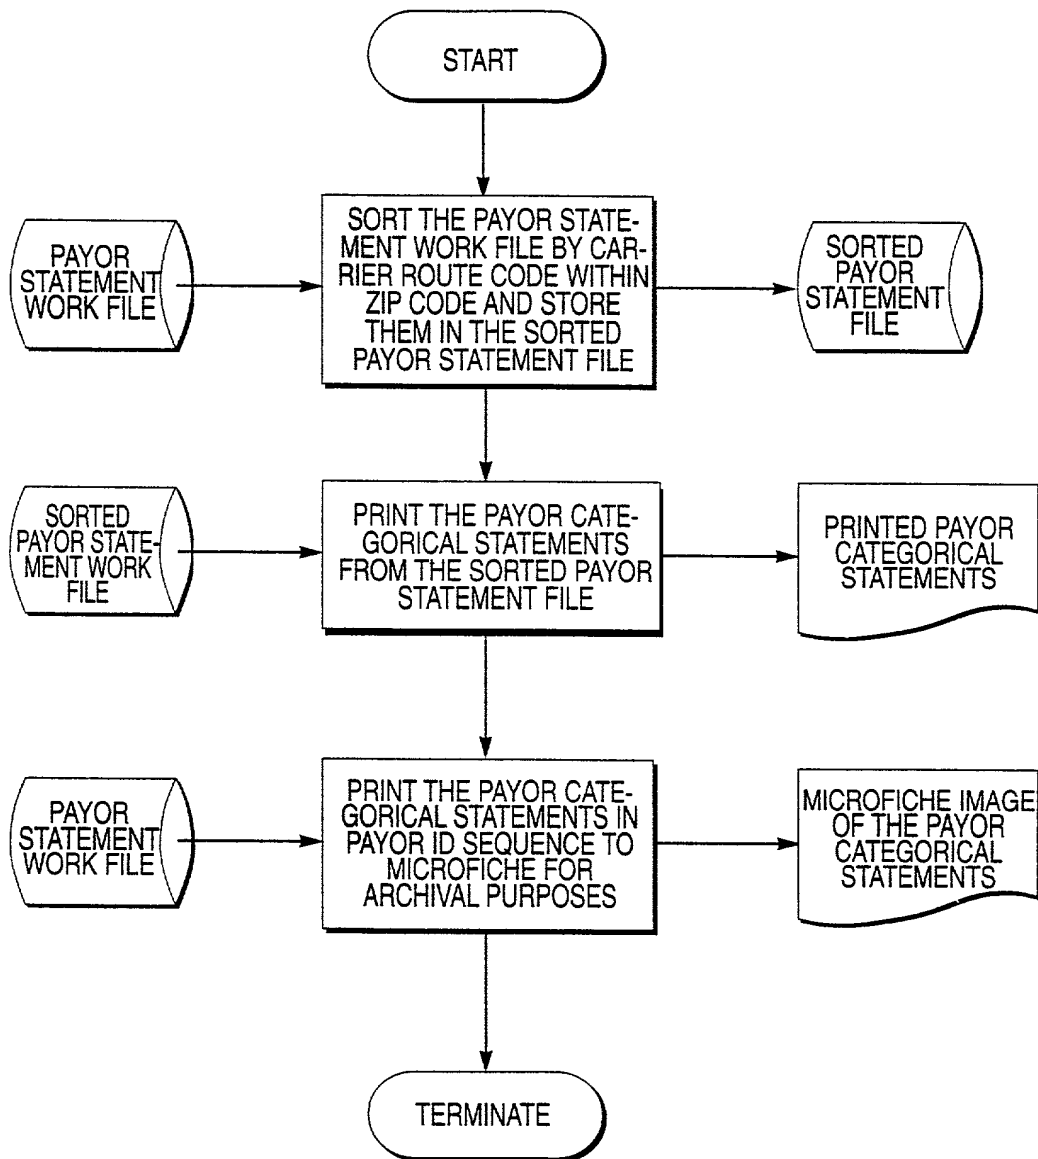 START
PAYOR
STATEMENT
WORK FILE
SORT THE PAYOR STATE-
MENT WORK FILE BY CAR-
RIER ROUTE CODE WITHIN
ZIP CODE AND STORE
THEM IN THE SORTED
PAYOR STATEMENT FILE
SORTED
PAYOR
STATEMENT
FILE
SORTED
PAYOR STATE-
MENT WORK
FILE
PRINT THE PAYOR CATE-
GORICAL STATEMENTS
FROM THE SORTED PAYOR
STATEMENT FILE
PRINTED PAYOR
CATEGORICAL
STATEMENTS
PAYOR
STATEMENT
WORK FILE
PRINT THE PAYOR CATE-
GORICAL STATEMENTS IN
PAYOR ID SEQUENCE TO
MICROFICHE FOR
ARCHIVAL PURPOSES
MICROFICHE IMAGE
OF THE PAYOR
CATEGORICAL
STATEMENTS
TERMINATE